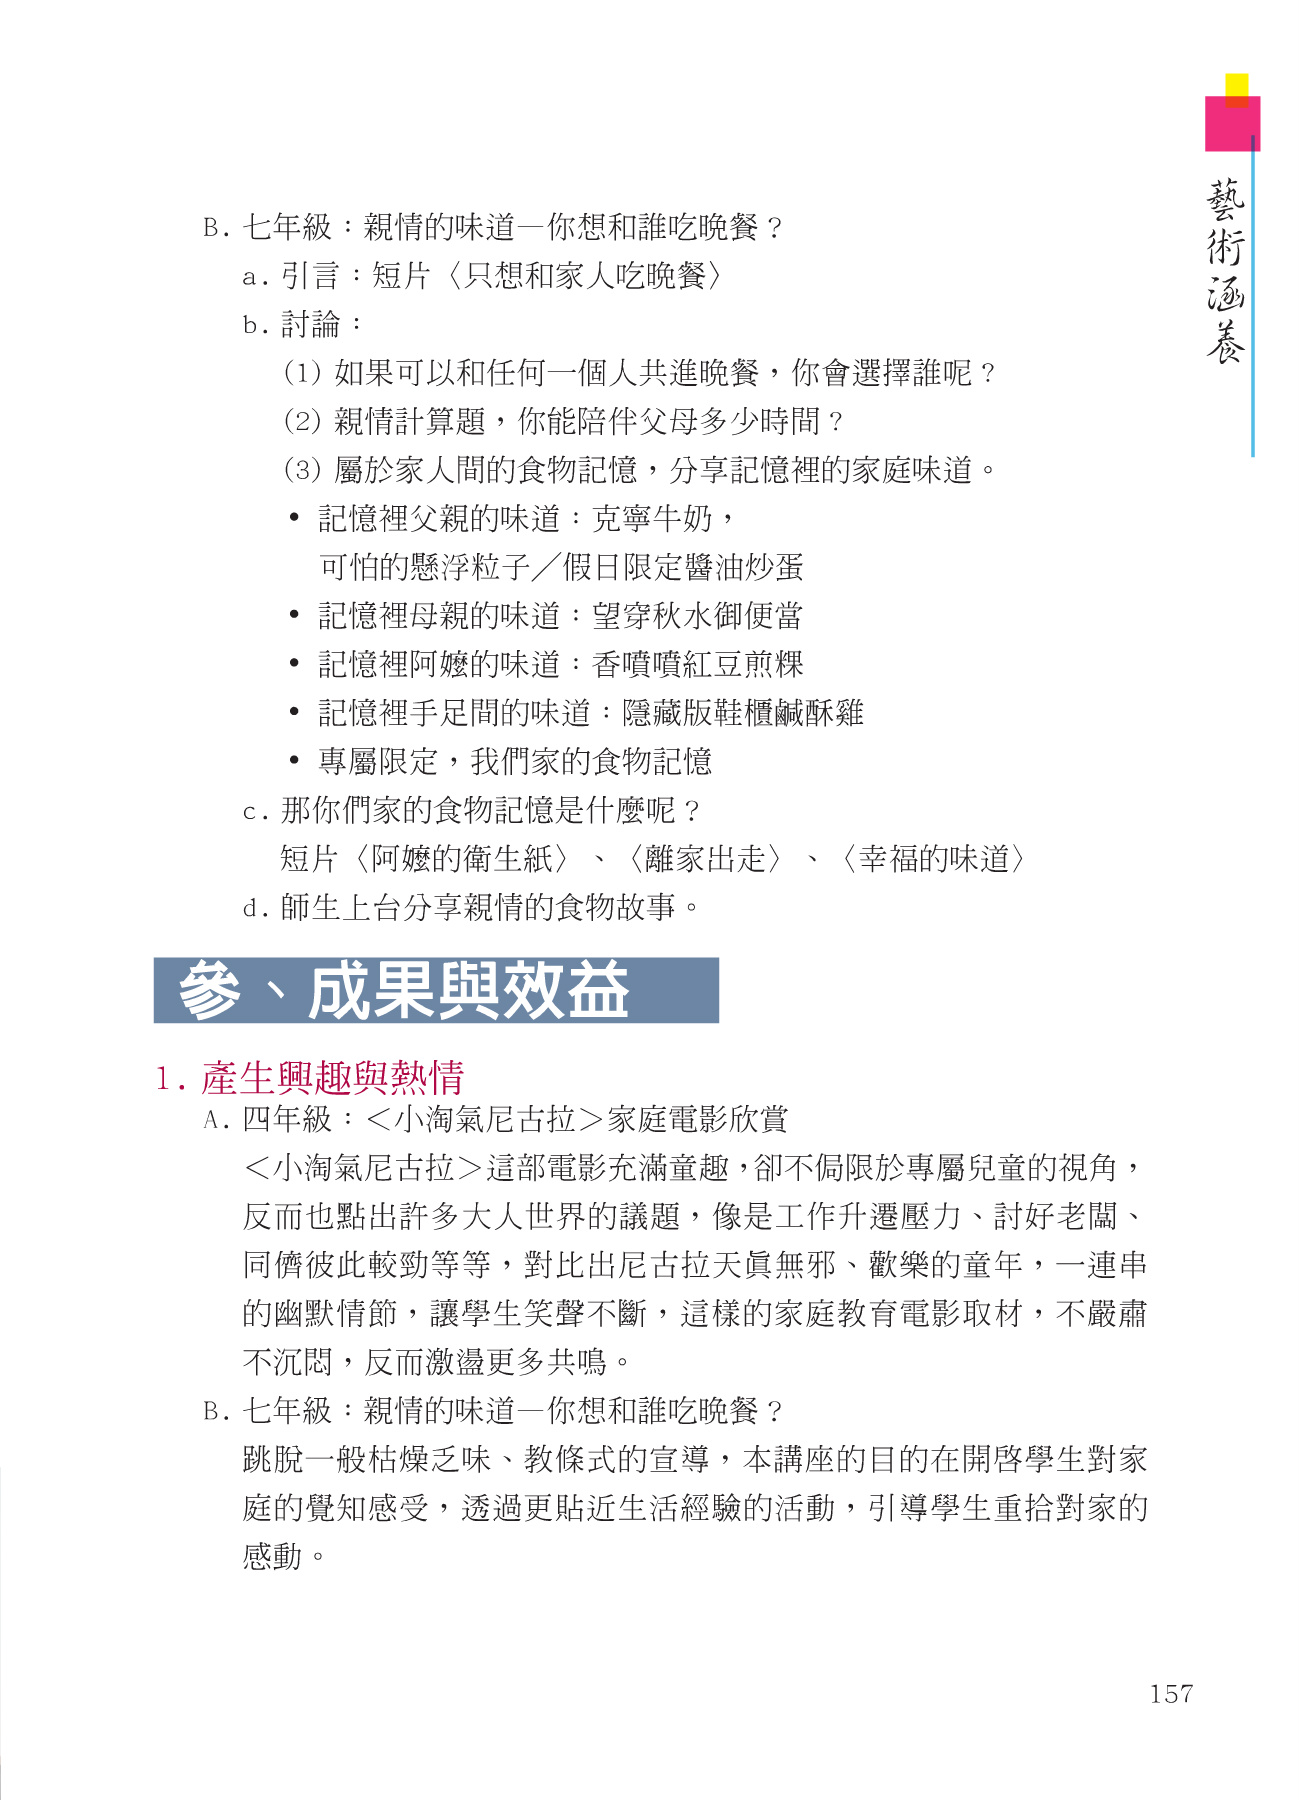 藝術涵養
B. 七年級：親情的味道—你想和誰吃晚餐？
a. 引言：短片〈只想和家人吃晚餐〉
b. 討論：
(1) 如果可以和任何一個人共進晚餐，你會選擇誰呢？
(2) 親情計算題，你能陪伴父母多少時間？
(3) 屬於家人間的食物記憶，分享記憶裡的家庭味道。
• 記憶裡父親的味道：克寧牛奶，
可怕的懸浮粒子／假日限定醬油炒蛋
• 記憶裡母親的味道：望穿秋水御便當
• 記憶裡阿嬤的味道：香噴噴紅豆煎粿
• 記憶裡手足間的味道：隱藏版鞋櫃鹹酥雞
• 專屬限定，我們家的食物記憶
c. 那你們家的食物記憶是什麼呢？
短片〈阿嬤的衛生紙〉、〈離家出走〉、〈幸福的味道〉
d. 師生上台分享親情的食物故事。
參、成果與效益
1. 產生興趣與熱情
A. 四年級：＜小淘氣尼古拉＞家庭電影欣賞
＜小淘氣尼古拉＞這部電影充滿童趣，卻不侷限於專屬兒童的視角，
反而也點出許多大人世界的議題，像是工作升遷壓力、討好老闆、
同儕彼此較勁等等，對比出尼古拉天真無邪、歡樂的童年，一連串
的幽默情節，讓學生笑聲不斷，這樣的家庭教育電影取材，不嚴肅
不沉悶，反而激盪更多共鳴。
B. 七年級：親情的味道—你想和誰吃晚餐？
跳脫一般枯燥乏味、教條式的宣導，本講座的目的在開啓學生對家
庭的覺知感受，透過更貼近生活經驗的活動，引導學生重拾對家的
感動。
157